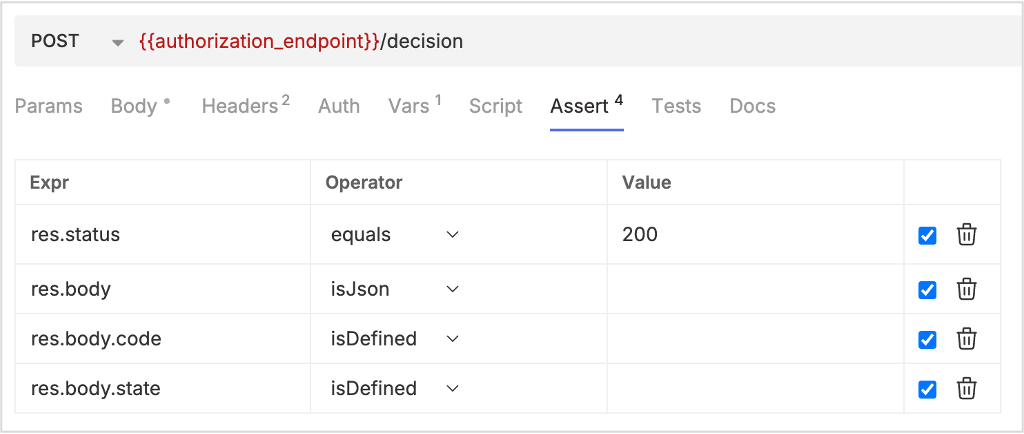 POST {{authorization_endpoint}}/decision
Params Body Headers 2 Auth Vars 1 Script Assert 4 Tests Docs
Expr Operator Value
res.status equals 200
res.body isJson
res.body.code isDefined
res.body.state isDefined